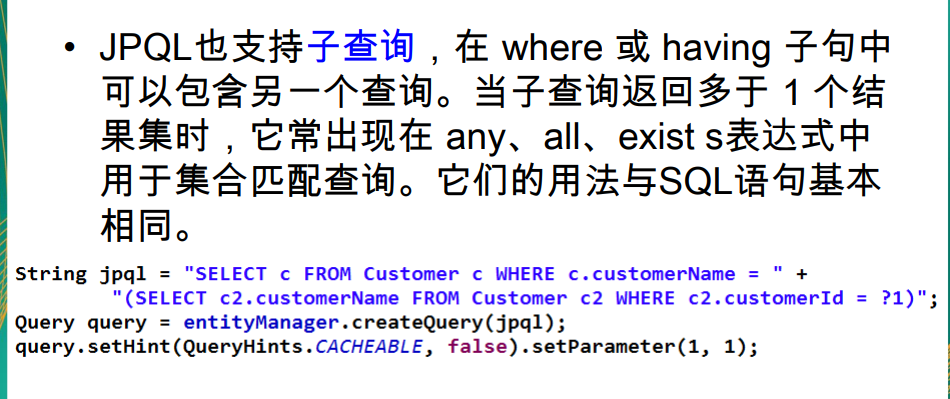 • JPQL也支持子查询，在 where 或 having 子句中
可以包含另一个查询。当子查询返回多于 1 个结
果集时，它常出现在 any、all、exist s表达式中
用于集合匹配查询。它们的用法与SQL语句基本
相同。
String jpql = "SELECT c FROM Customer c WHERE c.customerName = " +
"(SELECT c2.customerName FROM Customer c2 WHERE c2.customerId = ?1)";
Query query = entityManager.createQuery(jpql);
query.setHint(QueryHints.CACHEABLE, false).setParameter(1, 1);